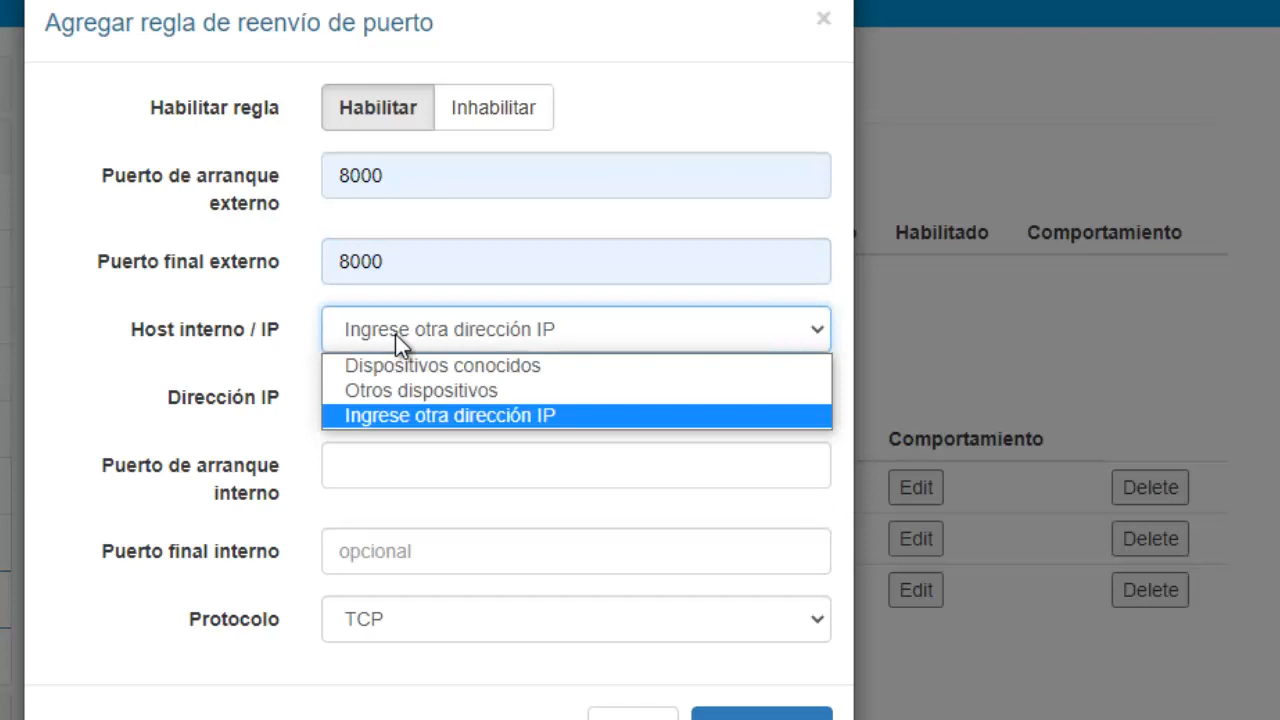 Agregar regla de reenvío de puerto
×
Habilitar regla
Habilitar
Inhabilitar
Puerto de arranque
externo
8000
Puerto final externo
8000
Host interno / IP
Ingrese otra dirección IP
Dispositivos conocidos
Otros dispositivos
Ingrese otra dirección IP
Dirección IP
Puerto de arranque
interno
Puerto final interno
opcional
Protocolo
TCP
Habilitado
Comportamiento
Comportamiento
Edit
Delete
Edit
Delete
Edit
Delete